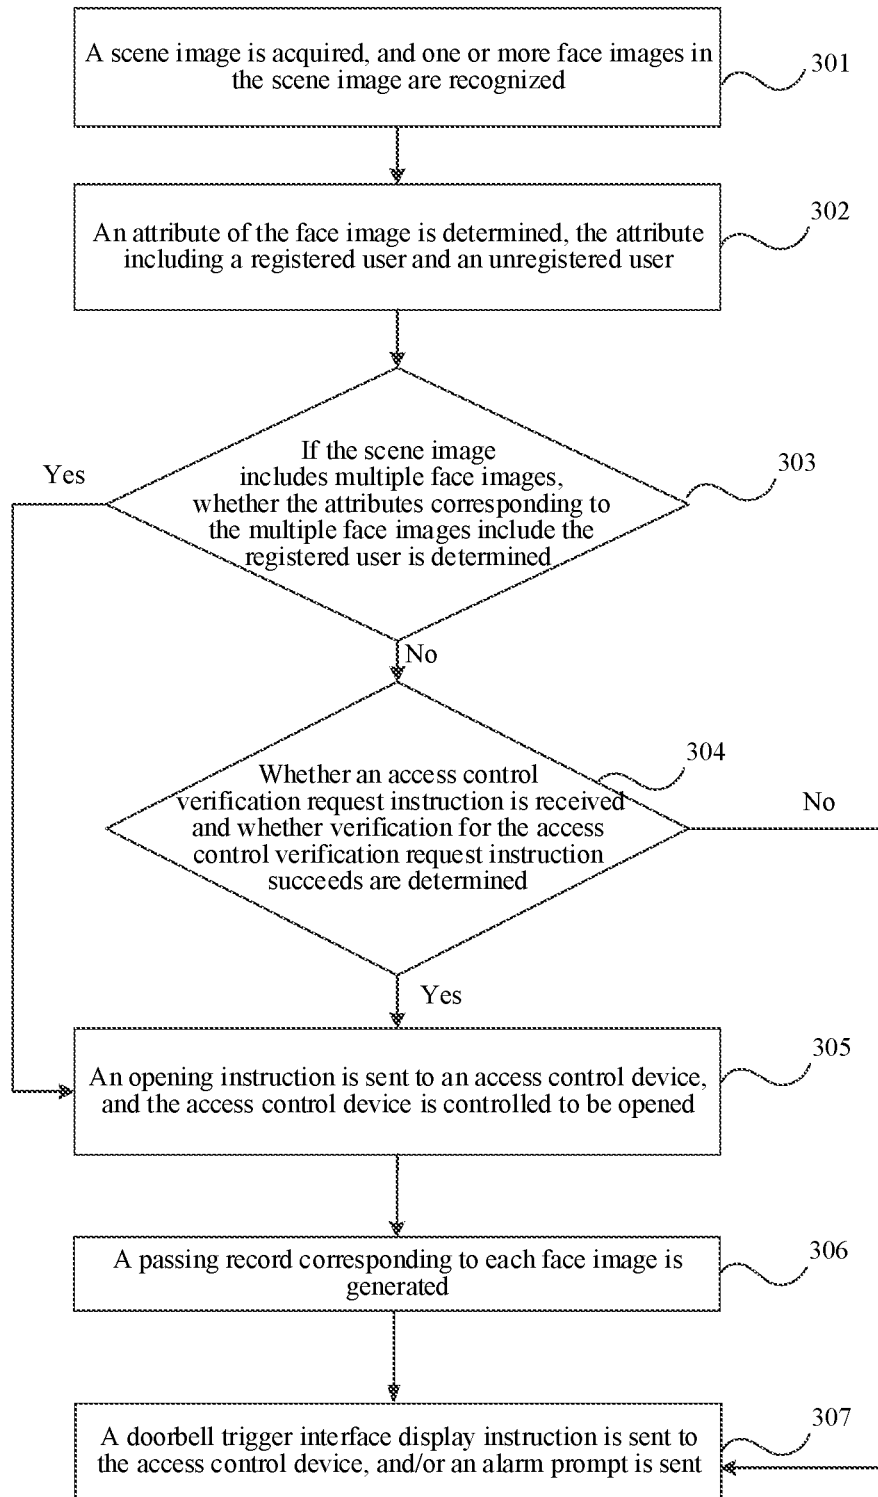 A scene image is acquired, and one or more face images in
the scene image are recognized
301
An attribute of the face image is determined, the attribute
including a registered user and an unregistered user
302
If the scene image
includes multiple face images,
whether the attributes corresponding to
the multiple face images include the
registered user is determined
303
Yes
No
Whether an access control
verification request instruction is received
and whether verification for the access
control verification request instruction
succeeds are determined
304
No
Yes
An opening instruction is sent to an access control device,
and the access control device is controlled to be opened
305
A passing record corresponding to each face image is
generated
306
A doorbell trigger interface display instruction is sent to
the access control device, and/or an alarm prompt is sent
307